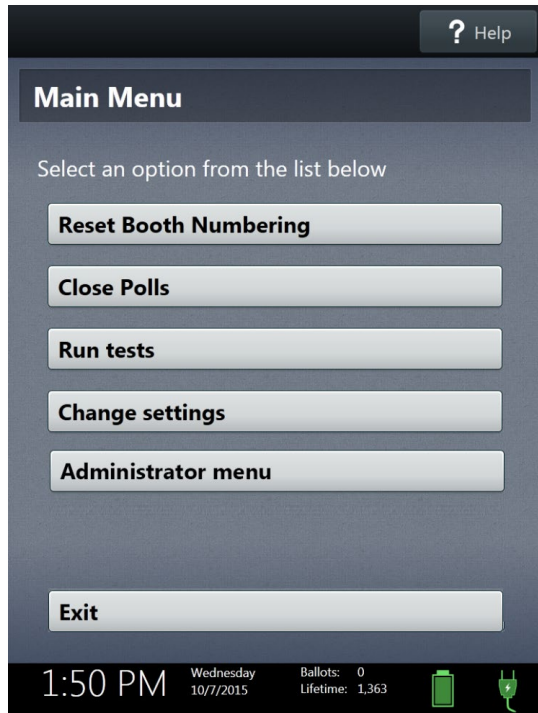 ? Help
Main Menu
Select an option from the list below
Reset Booth Numbering
Close Polls
Run tests
Change settings
Administrator menu
Exit
1:50 PM Wednesday Ballots: 0
10/7/2015 Lifetime: 1,363